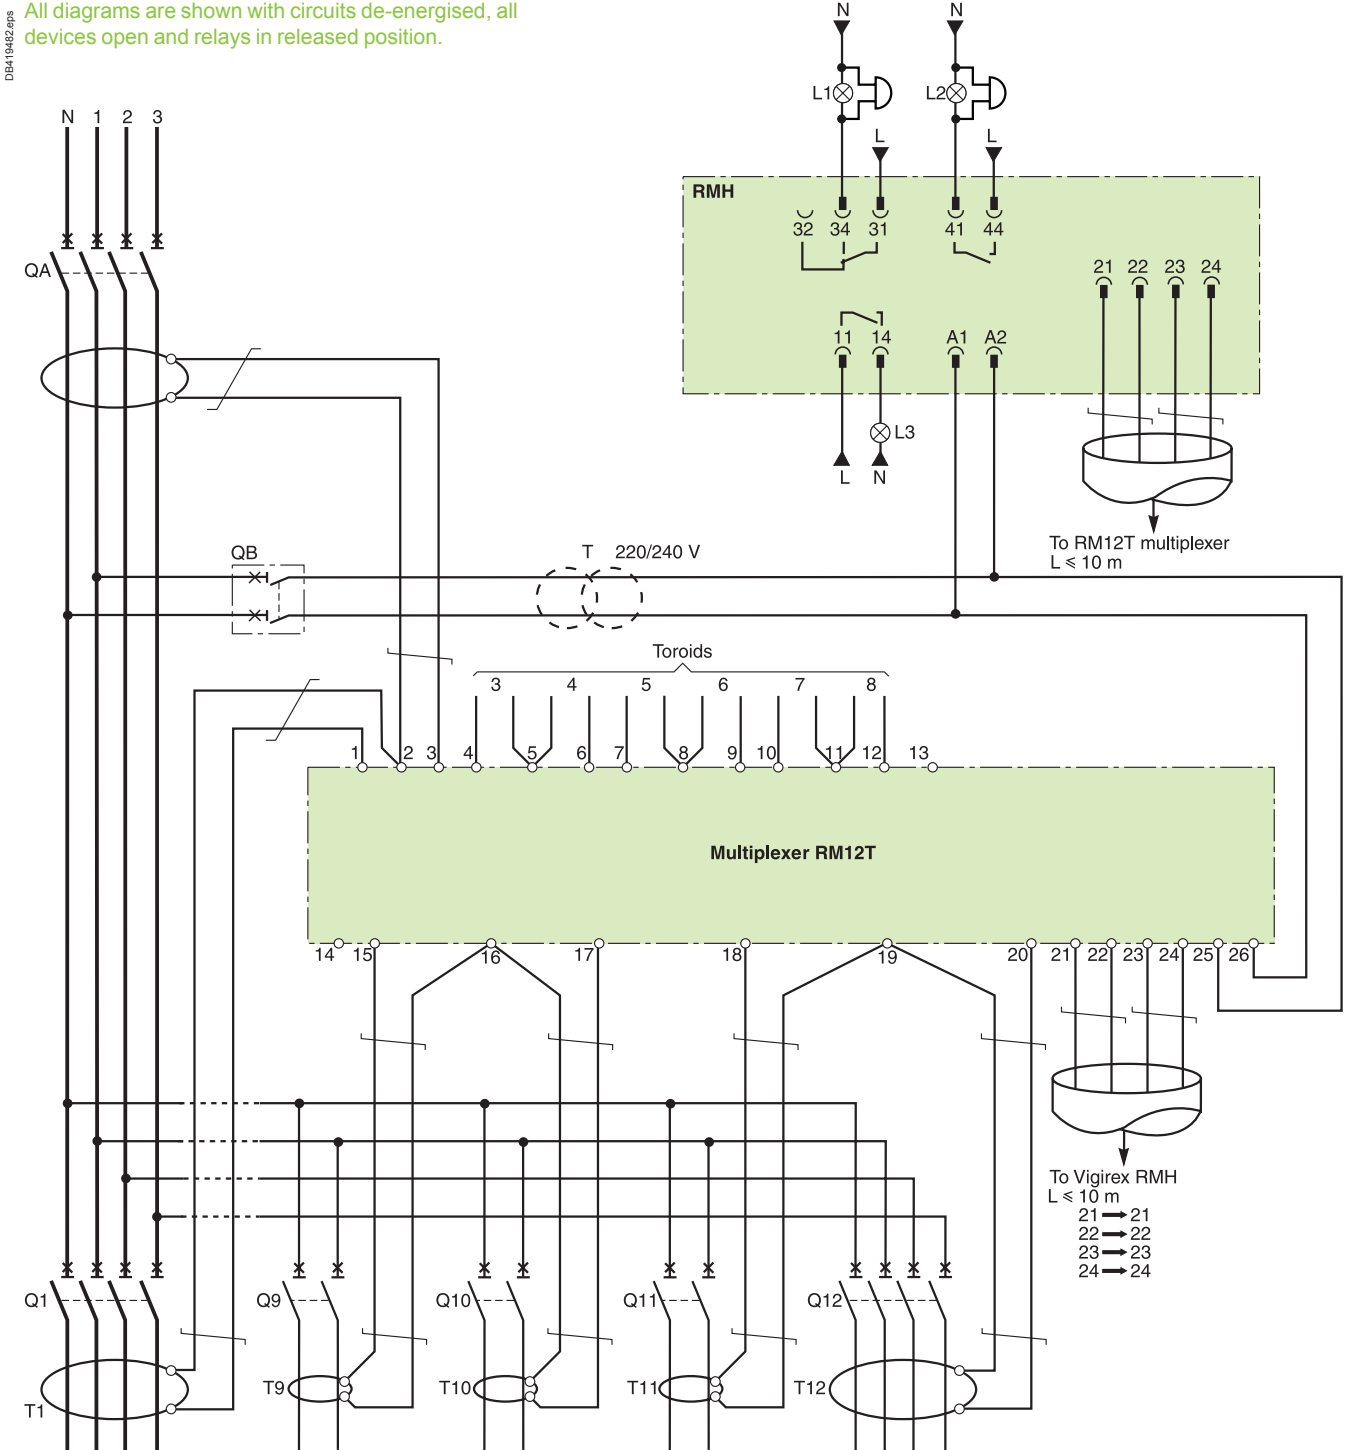 DB419482.eps
All diagrams are shown with circuits de-energised, all
devices open and relays in released position.
N N
L1 L2
L L
N 1 2 3
RMH
32 34 31 41 44
QA
21 22 23 24
11 14 A1 A2
L3
L N
To RM12T multiplexer
L ⩽ 10 m
QB
T 220/240 V
Toroids
3 4 5 6 7 8
1 2 3 4 5 6 7 8 9 10 11 12 13
Multiplexer RM12T
14 15 16 17 18 19 20 21 22 23 24 25 26
To Vigirex RMH
L ⩽ 10 m
21 → 21
22 → 22
23 → 23
24 → 24
Q1 Q9 Q10 Q11 Q12
T1 T9 T10 T11 T12